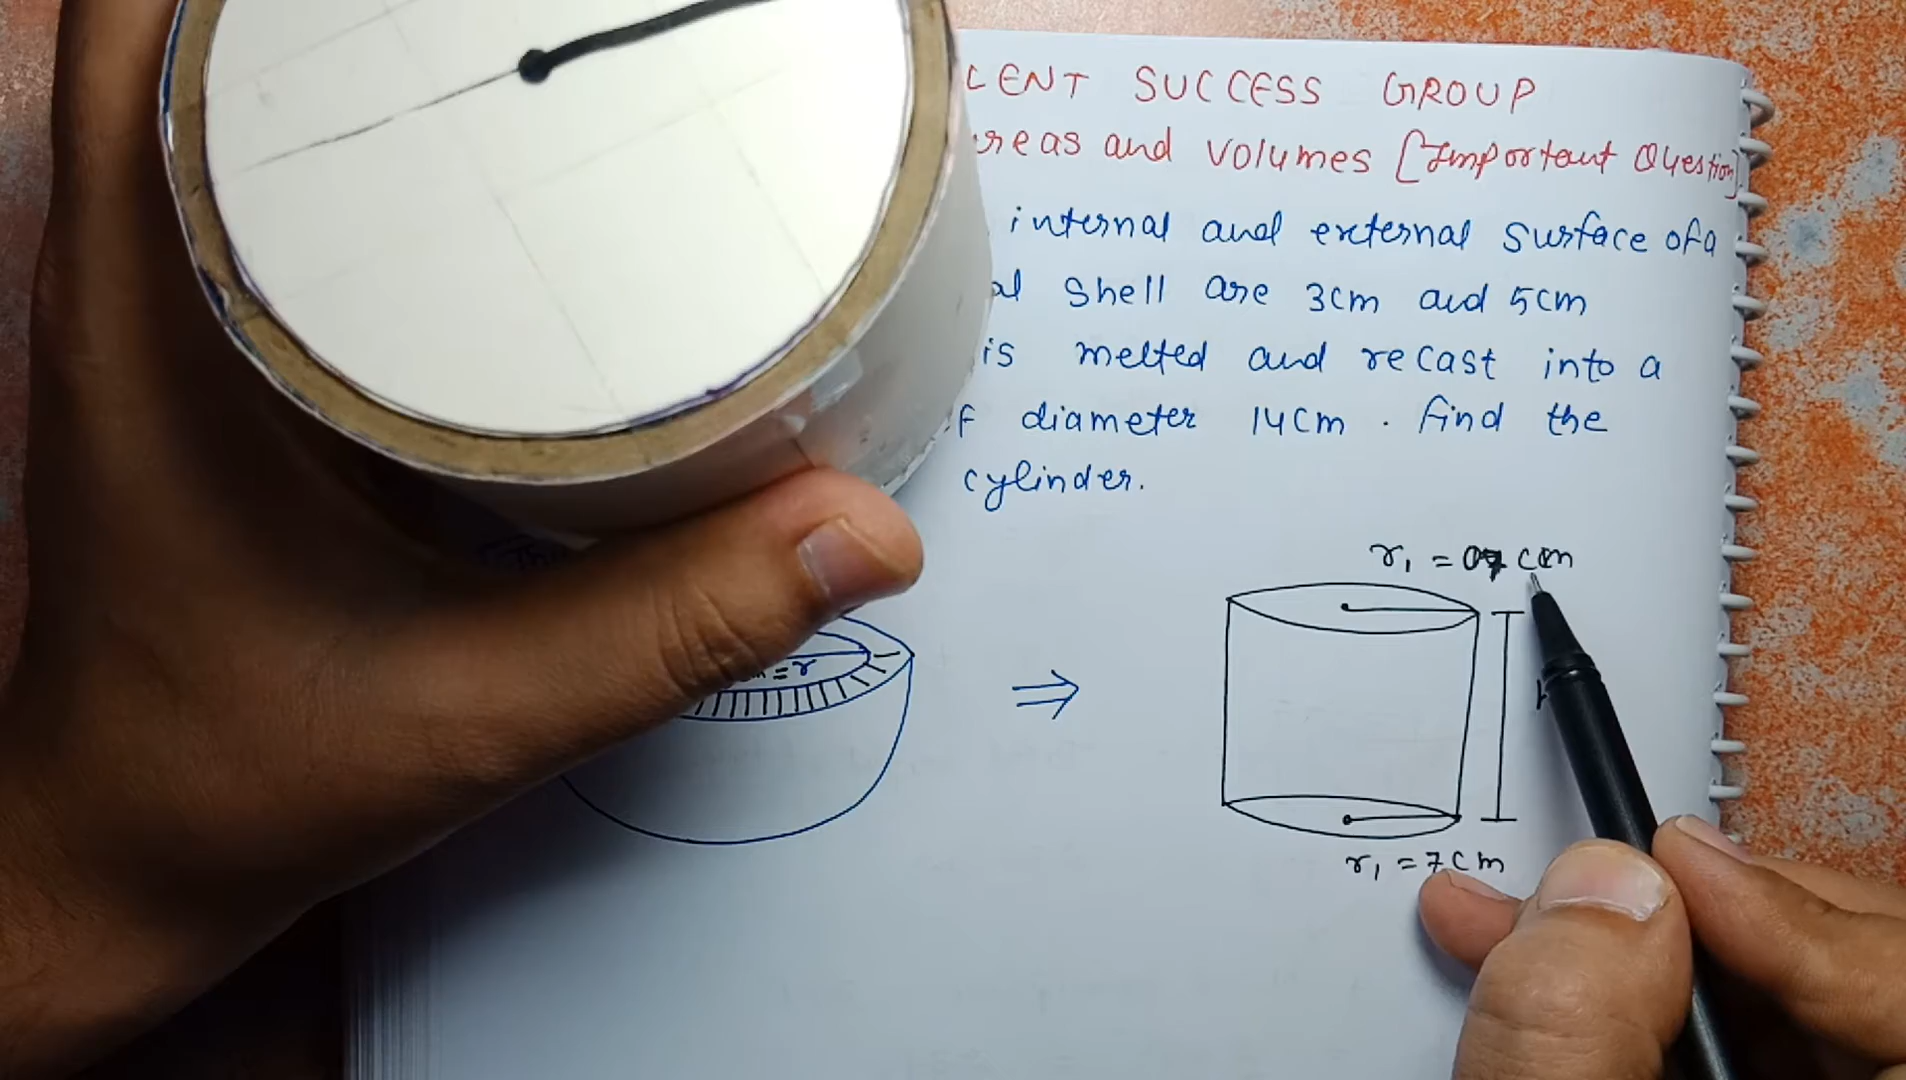 LENT SUCCESS GROUP
reas and volumes [Important Question]
internal and external surface of a
al shell are 3cm and 5cm
is melted and recast into a
f diameter 14cm. find the
cylinder.
r₁ = 07 cm
= r
⇒
h
r₁ = 7cm